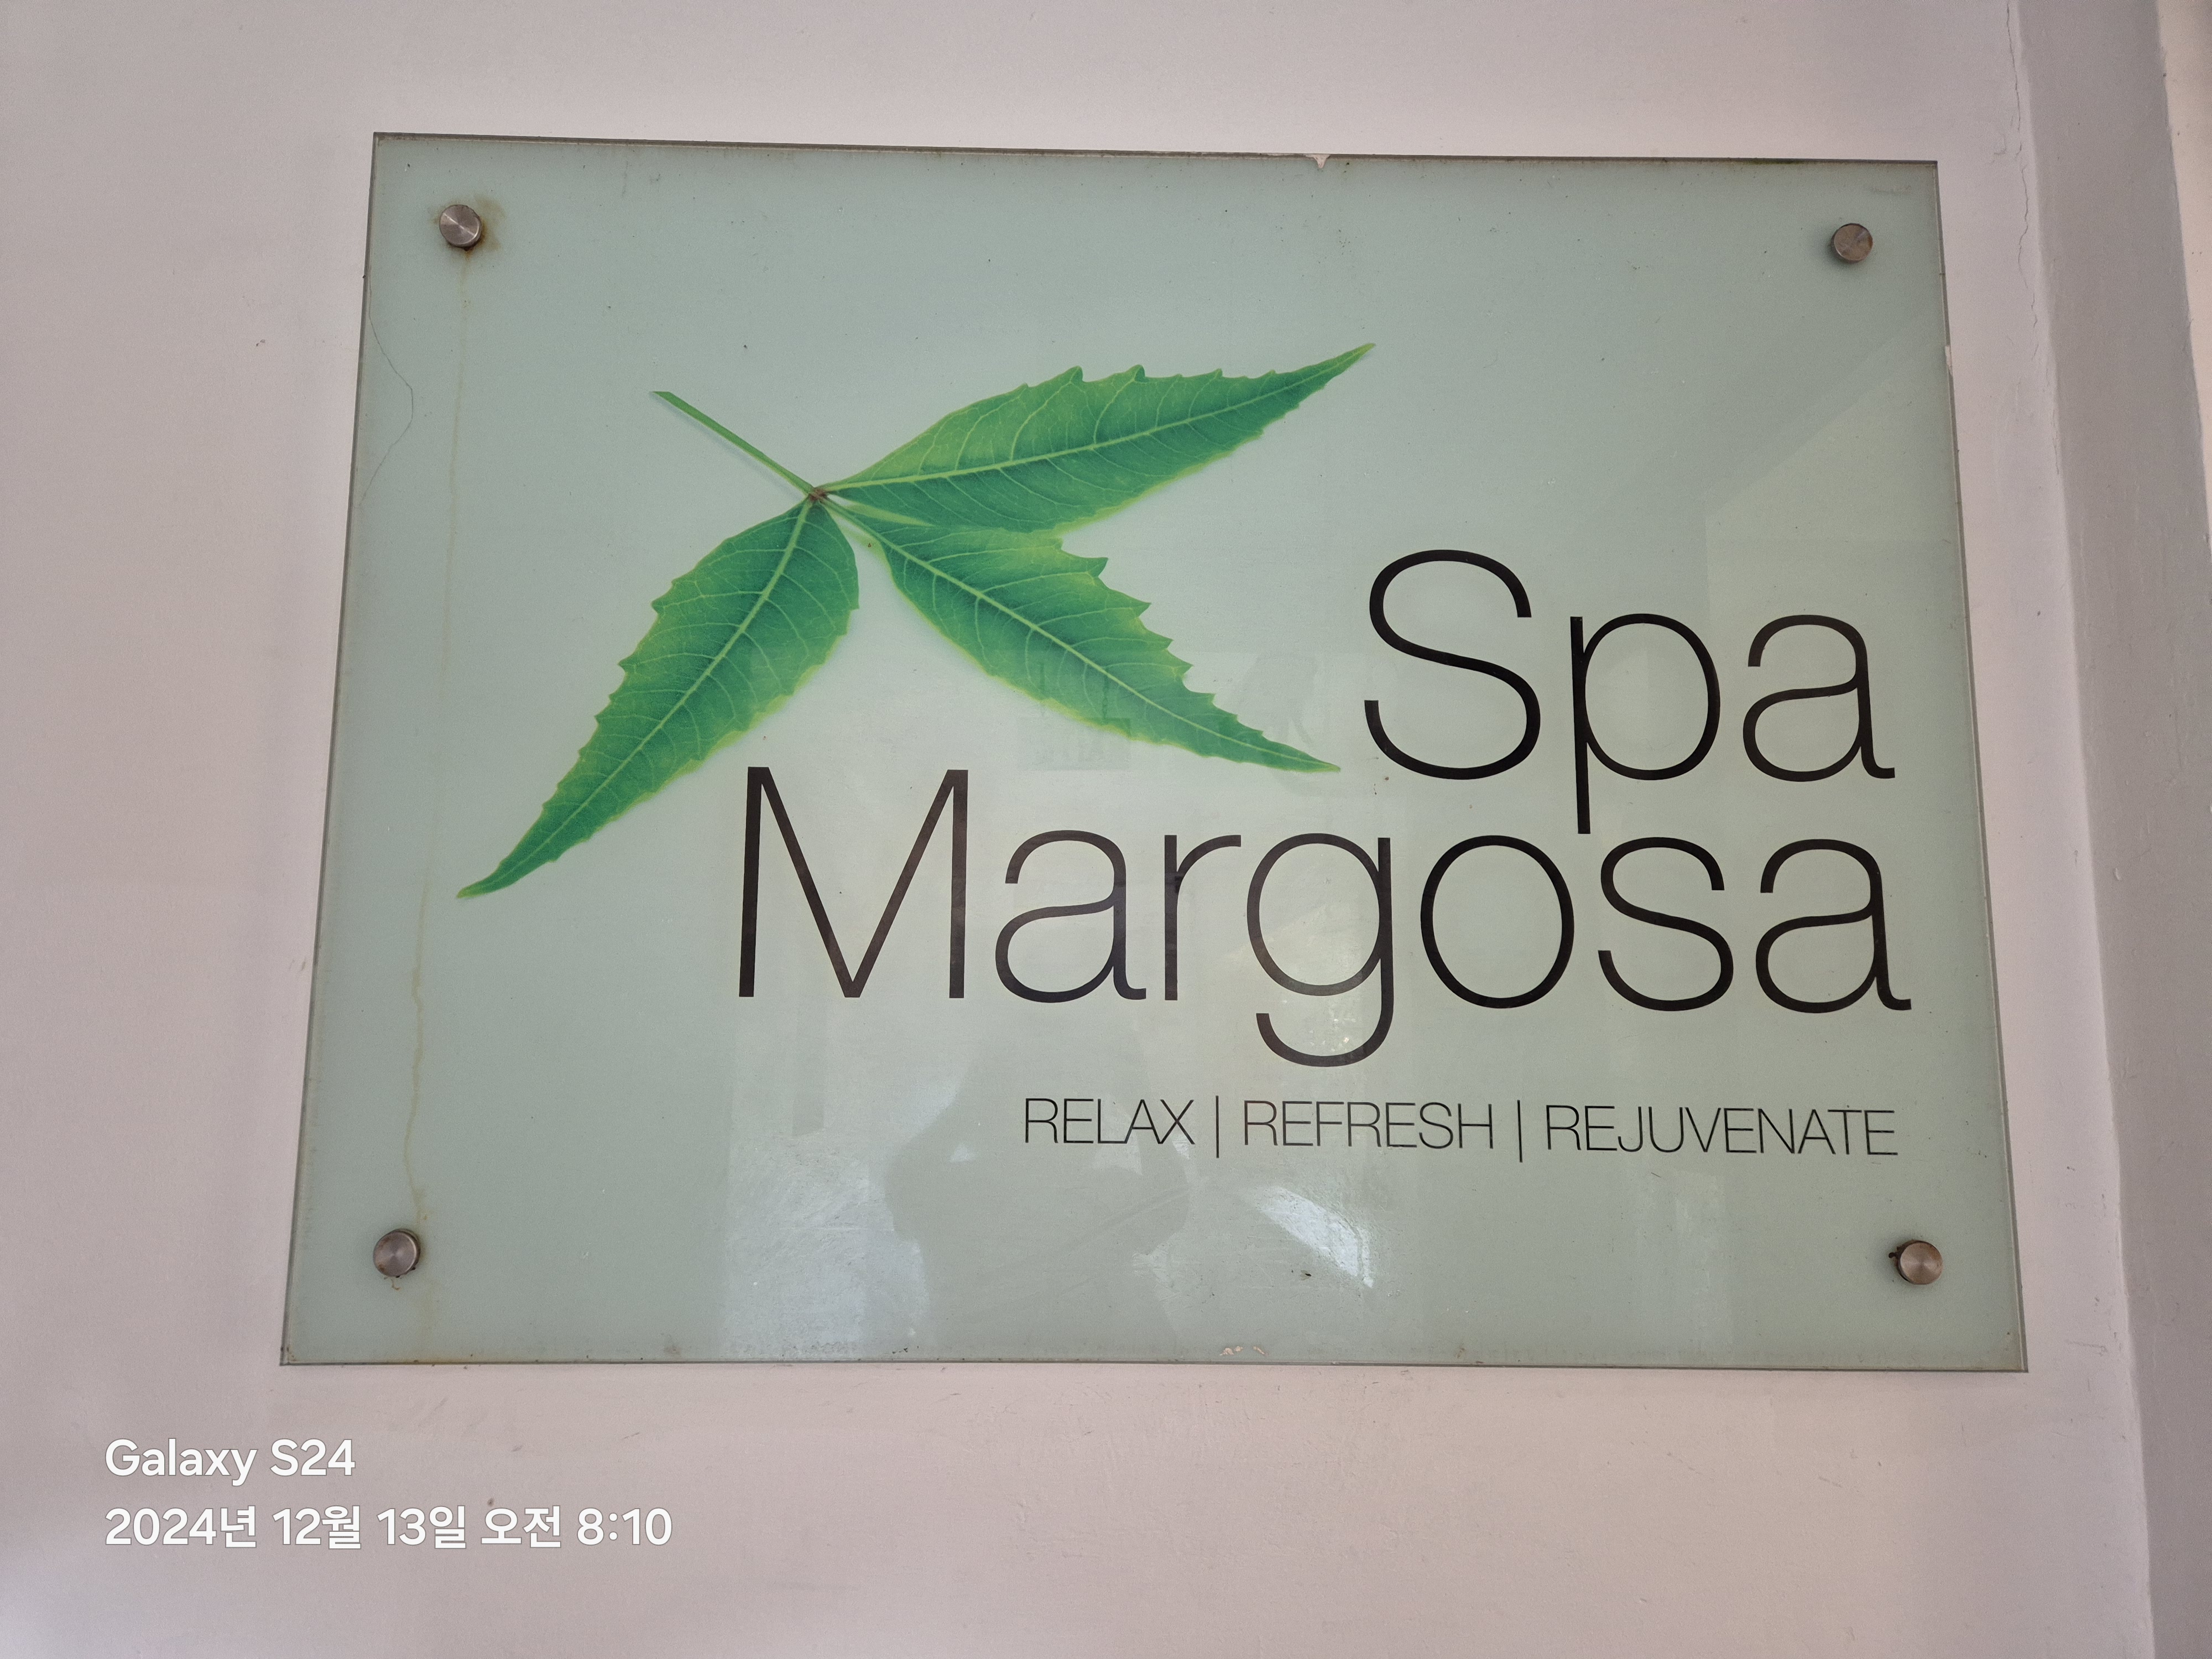 Spa
Margosa
RELAX | REFRESH | REJUVENATE
Galaxy S24
2024년 12월 13일 오전 8:10